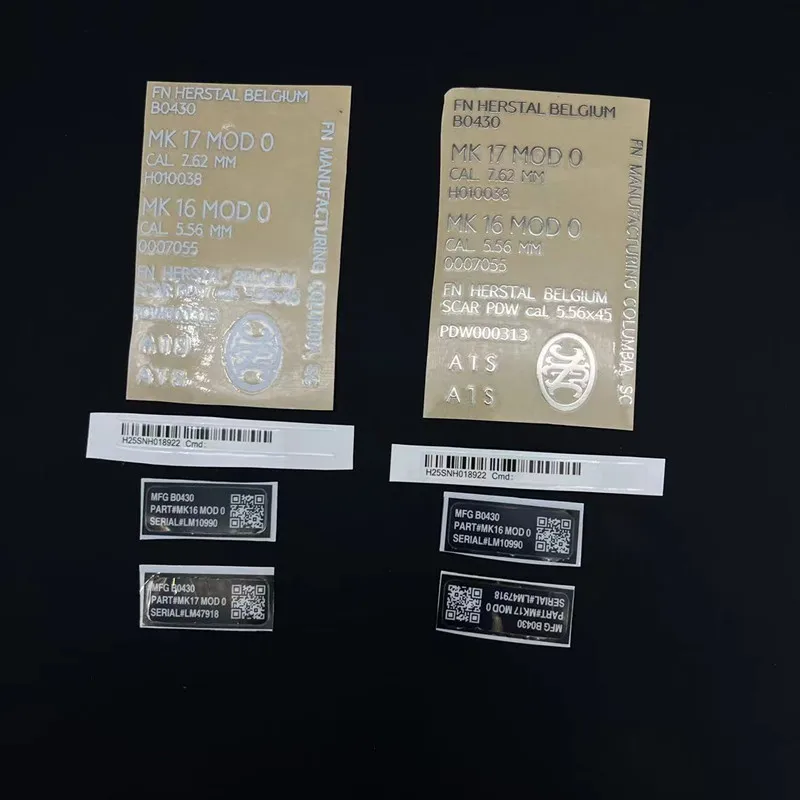 FN HERSTAL BELGIUM
B0430
MK 17 MOD 0
CAL. 7.62 MM
H010038
MK 16 MOD 0
CAL. 5.56 MM
0007055
FN HERSTAL BELGIUM
SCAR
AIS
FN MANUFACTURING COLUMBIA, SC
H25SNH018922 Cmd:
MFG B0430
PART#MK16 MOD 0
SERIAL#LM10990
MFG B0430
PART#MK17 MOD 0
SERIAL#LM47918
FN HERSTAL BELGIUM
B0430
MK 17 MOD 0
CAL. 7.62 MM
H010038
MK 16 MOD 0
CAL. 5.56 MM
0007055
FN HERSTAL BELGIUM
SCAR PDW cal. 5.56x45
PDW000313
AIS
AIS
FN MANUFACTURING COLUMBIA, SC
H25SNH018922 Cmd:
MFG B0430
PART#MK16 MOD 0
SERIAL#LM10990
MFG B0430
PART#MK17 MOD 0
SERIAL#LM47918